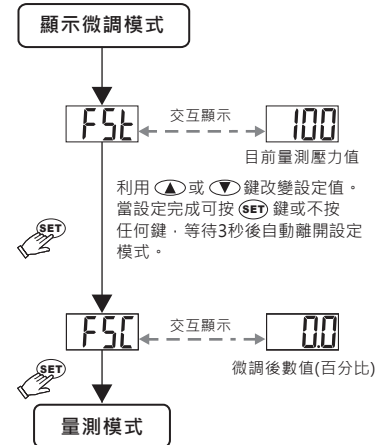 顯示微調模式
FSt
交互顯示
100
目前量測壓力值
利用 ▲ 或 ▼ 鍵改變設定值。
當設定完成可按 SET 鍵或不按
任何鍵，等待3秒後自動離開設定
模式。
SET
FSC
交互顯示
0.0
微調後數值(百分比)
SET
量測模式